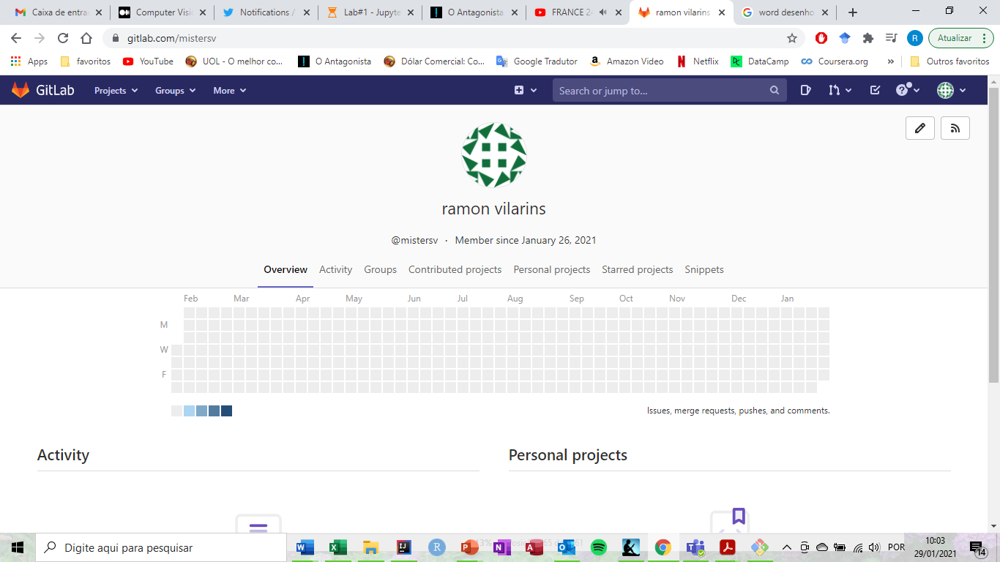 Caixa de entra
Computer Visi
Notifications /
Lab#1 - Jupyte
O Antagonista
FRANCE 24
ramon vilarins
word desenho
gitlab.com/mistersv
R
Atualizar
Apps
favoritos
YouTube
UOL - O melhor co...
O Antagonista
Dólar Comercial: Co...
Google Tradutor
Amazon Video
Netflix
DataCamp
Coursera.org
»
Outros favoritos
GitLab
Projects
Groups
More
Search or jump to...
ramon vilarins
@mistersv · Member since January 26, 2021
Overview
Activity
Groups
Contributed projects
Personal projects
Starred projects
Snippets
Feb Mar Apr May Jun Jul Aug Sep Oct Nov Dec Jan
M
W
F
Issues, merge requests, pushes, and comments.
Activity
Personal projects
Digite aqui para pesquisar
POR
10:03
29/01/2021
14